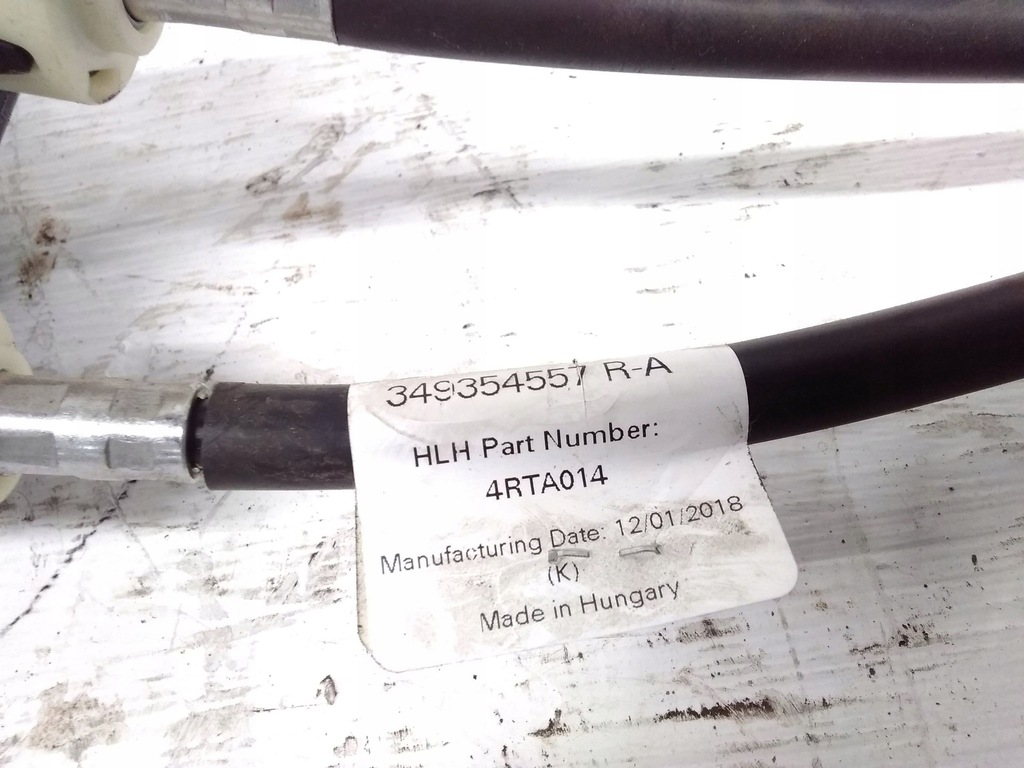 349354557 R-A
HLH Part Number:
4RTA014
Manufacturing Date: 12/01/2018
(K)
Made in Hungary